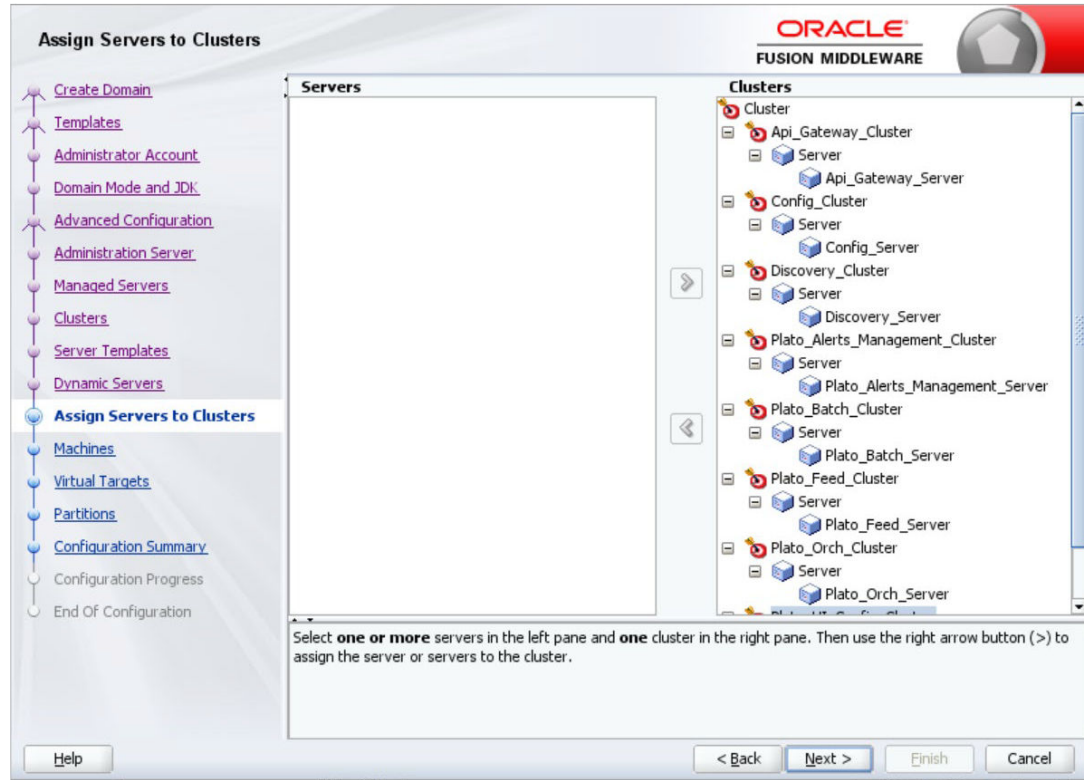 Assign Servers to Clusters
ORACLE
FUSION MIDDLEWARE
Create Domain
Templates
Administrator Account
Domain Mode and JDK
Advanced Configuration
Administration Server
Managed Servers
Clusters
Server Templates
Dynamic Servers
Assign Servers to Clusters
Machines
Virtual Targets
Partitions
Configuration Summary
Configuration Progress
End Of Configuration
Servers
Clusters
Cluster
Api_Gateway_Cluster
Server
Api_Gateway_Server
Config_Cluster
Server
Config_Server
Discovery_Cluster
Server
Discovery_Server
Plato_Alerts_Management_Cluster
Server
Plato_Alerts_Management_Server
Plato_Batch_Cluster
Server
Plato_Batch_Server
Plato_Feed_Cluster
Server
Plato_Feed_Server
Plato_Orch_Cluster
Server
Plato_Orch_Server
Select one or more servers in the left pane and one cluster in the right pane. Then use the right arrow button (>) to
assign the server or servers to the cluster.
Help
< Back
Next >
Finish
Cancel